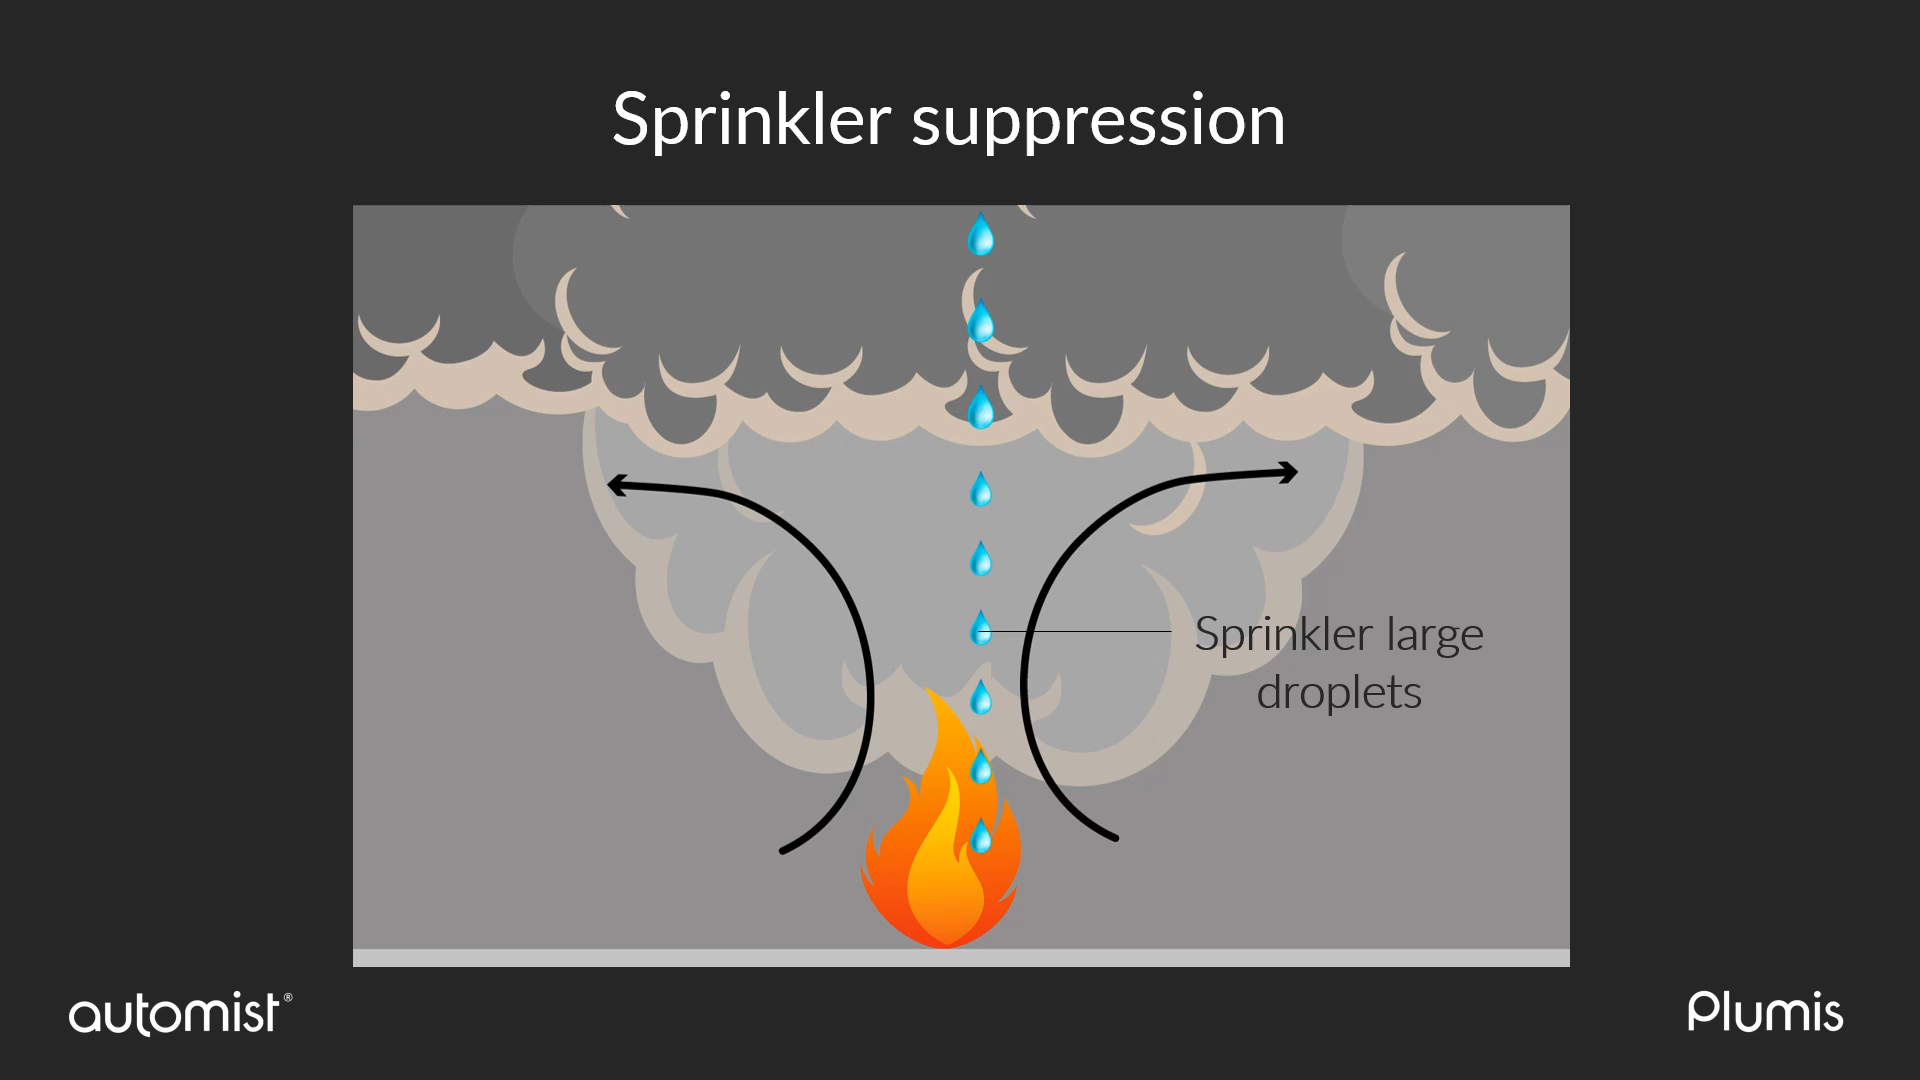 Sprinkler suppression
Sprinkler large
droplets
automist®
Plumis